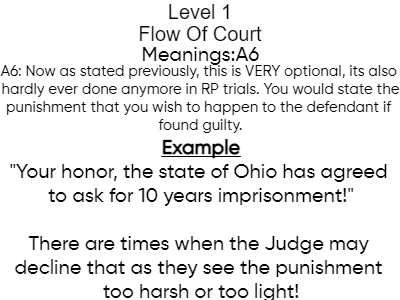 Level 1
Flow Of Court
Meanings:A6
A6: Now as stated previously, this is VERY optional, its also
hardly ever done anymore in RP trials. You would state the
punishment that you wish to happen to the defendant if
found guilty.
Example
"Your honor, the state of Ohio has agreed
to ask for 10 years imprisonment!"
There are times when the Judge may
decline that as they see the punishment
too harsh or too light!